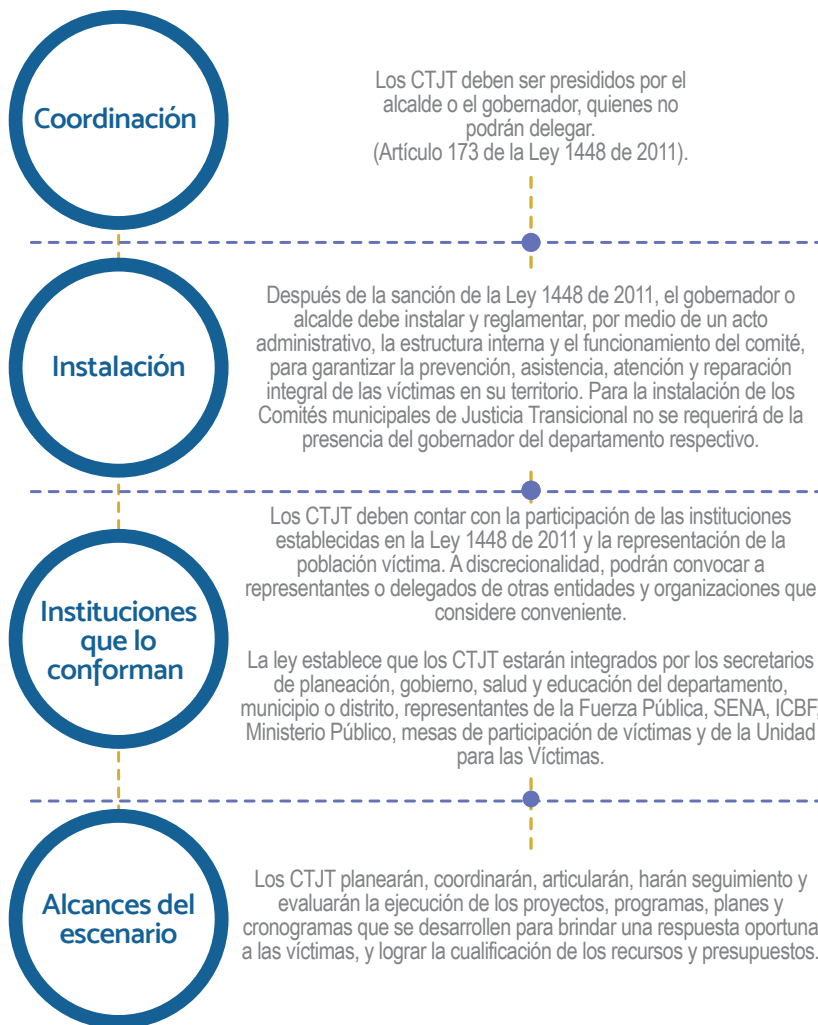 Coordinación
Los CTJT deben ser presididos por el
alcalde o el gobernador, quienes no
podrán delegar.
(Artículo 173 de la Ley 1448 de 2011).
Instalación
Después de la sanción de la Ley 1448 de 2011, el gobernador o
alcalde debe instalar y reglamentar, por medio de un acto
administrativo, la estructura interna y el funcionamiento del comité,
para garantizar la prevención, asistencia, atención y reparación
integral de las víctimas en su territorio. Para la instalación de los
Comités municipales de Justicia Transicional no se requerirá de la
presencia del gobernador del departamento respectivo.
Instituciones
que lo
conforman
Los CTJT deben contar con la participación de las instituciones
establecidas en la Ley 1448 de 2011 y la representación de la
población víctima. A discrecionalidad, podrán convocar a
representantes o delegados de otras entidades y organizaciones que
considere conveniente.
La ley establece que los CTJT estarán integrados por los secretarios
de planeación, gobierno, salud y educación del departamento,
municipio o distrito, representantes de la Fuerza Pública, SENA, ICBF,
Ministerio Público, mesas de participación de víctimas y de la Unidad
para las Víctimas.
Alcances del
escenario
Los CTJT planearán, coordinarán, articularán, harán seguimiento y
evaluarán la ejecución de los proyectos, programas, planes y
cronogramas que se desarrollen para brindar una respuesta oportuna
a las víctimas, y lograr la cualificación de los recursos y presupuestos.